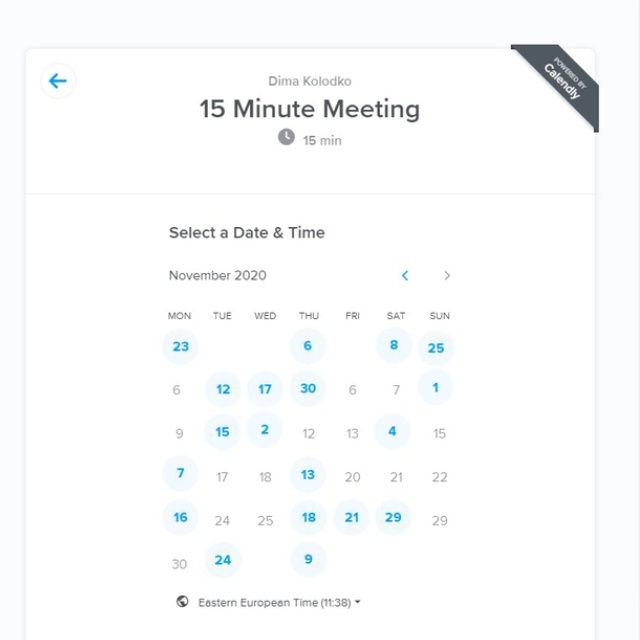 POWERED BY
Calendly
Dima Kolodko
15 Minute Meeting
15 min
Select a Date & Time
November 2020
MON TUE WED THU FRI SAT SUN
23 6 8 25
6 12 17 30 6 7 1
9 15 2 12 13 4 15
7 17 18 13 20 21 22
16 24 25 18 21 29 29
30 24 9
Eastern European Time (11:38)